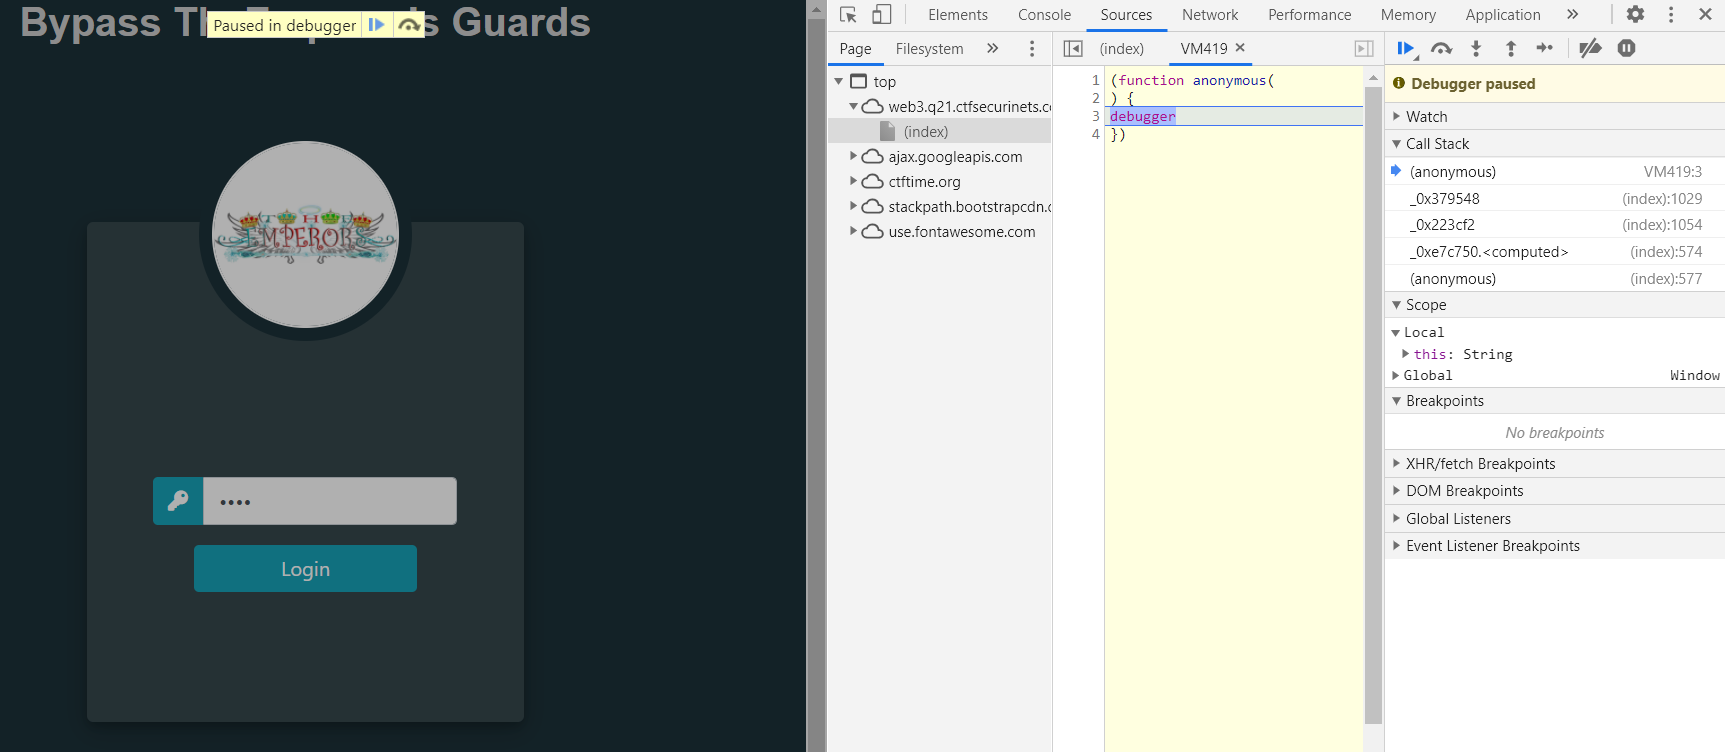 Bypass Th
s Guards
Paused in debugger
THE
EMPERORS
••••
Login
Elements Console Sources Network Performance Memory Application »
Page Filesystem »
(index) VM419 ×
top
web3.q21.ctfsecurinets.c
(index)
ajax.googleapis.com
ctftime.org
stackpath.bootstrapcdn.c
use.fontawesome.com
1 (function anonymous(
2 ) {
3 debugger
4 })
Debugger paused
Watch
Call Stack
(anonymous) VM419:3
_0x379548 (index):1029
_0x223cf2 (index):1054
_0xe7c750.<computed> (index):574
(anonymous) (index):577
Scope
Local
this: String
Global Window
Breakpoints
No breakpoints
XHR/fetch Breakpoints
DOM Breakpoints
Global Listeners
Event Listener Breakpoints